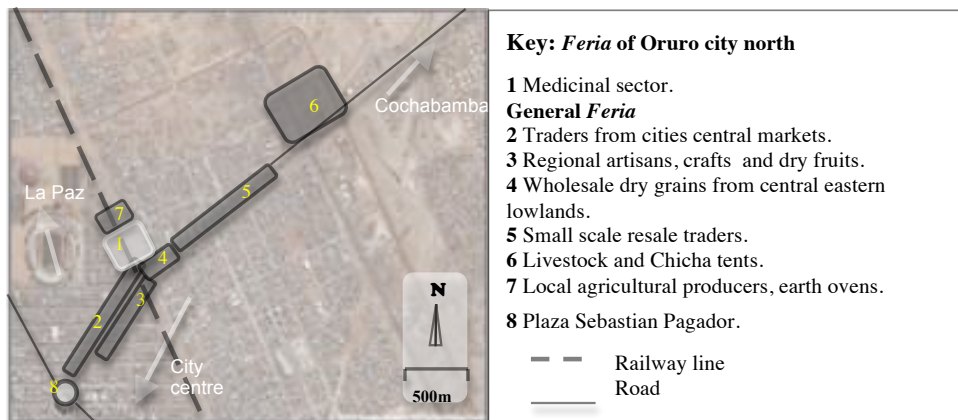 6
Cochabamba
La Paz
5
7
1
4
3
2
N
City
centre
8
500m
Key: Feria of Oruro city north
1 Medicinal sector.
General Feria
2 Traders from cities central markets.
3 Regional artisans, crafts and dry fruits.
4 Wholesale dry grains from central eastern
lowlands.
5 Small scale resale traders.
6 Livestock and Chicha tents.
7 Local agricultural producers, earth ovens.
8 Plaza Sebastian Pagador.
Railway line
Road